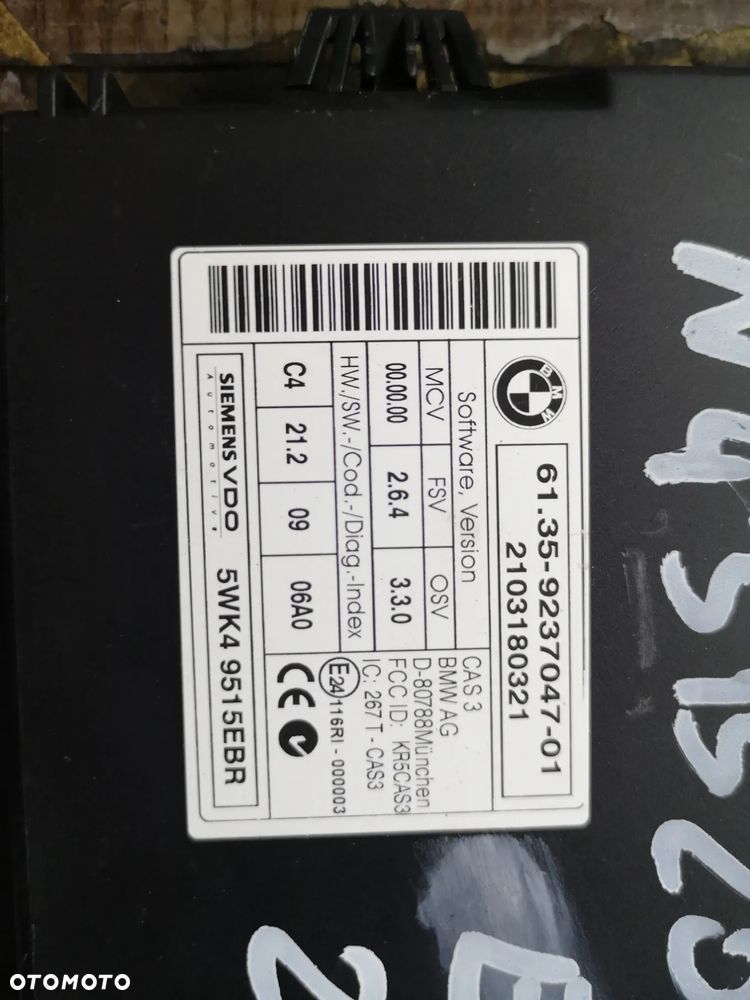 BMW
61.35-9237047-01
2103180321
Software, Version
MCV FSV OSV
00.00.00 2.6.4 3.3.0
HW./SW.-/Cod.-/Diag.-Index
C4 21.2 09 06A0
CAS 3
BMW AG
D-80788München
FCC ID: KR5CAS3
IC: 267T - CAS3
E24 116RI - 000003
CE
SIEMENS VDO
Automotive
5WK4 9515EBR
OTOMOTO